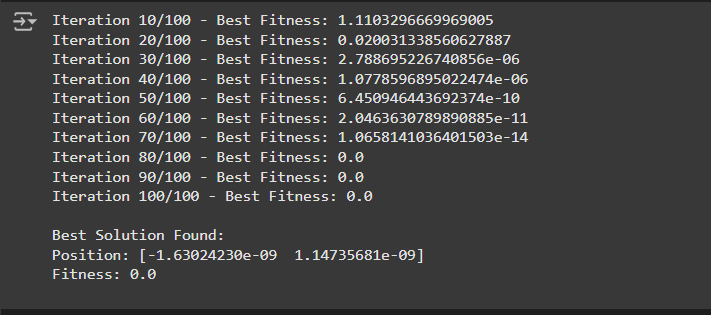 Iteration 10/100 - Best Fitness: 1.1103296669969005
Iteration 20/100 - Best Fitness: 0.020031338560627887
Iteration 30/100 - Best Fitness: 2.788695226740856e-06
Iteration 40/100 - Best Fitness: 1.0778596895022474e-06
Iteration 50/100 - Best Fitness: 6.450946443692374e-10
Iteration 60/100 - Best Fitness: 2.0463630789890885e-11
Iteration 70/100 - Best Fitness: 1.0658141036401503e-14
Iteration 80/100 - Best Fitness: 0.0
Iteration 90/100 - Best Fitness: 0.0
Iteration 100/100 - Best Fitness: 0.0
Best Solution Found:
Position: [-1.63024230e-09  1.14735681e-09]
Fitness: 0.0